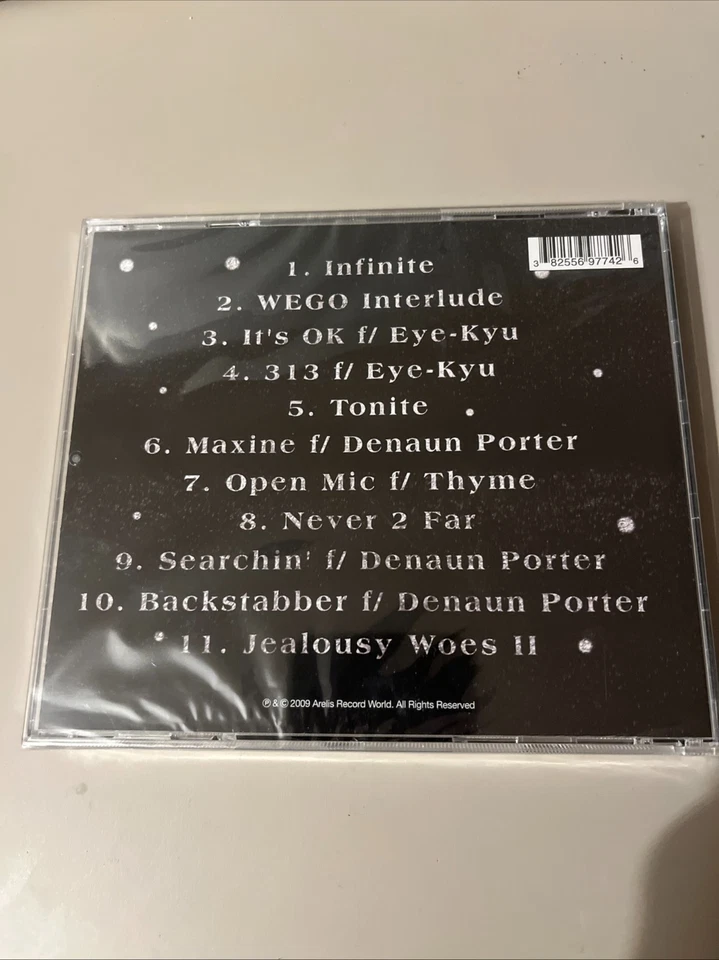 3 82556 97742 6
1. Infinite
2. WEGO Interlude
3. It's OK f/ Eye-Kyu
4. 313 f/ Eye-Kyu
5. Tonite
6. Maxine f/ Denaun Porter
7. Open Mic f/ Thyme
8. Never 2 Far
9. Searchin' f/ Denaun Porter
10. Backstabber f/ Denaun Porter
11. Jealousy Woes II
℗ & © 2009 Arelis Record World. All Rights Reserved